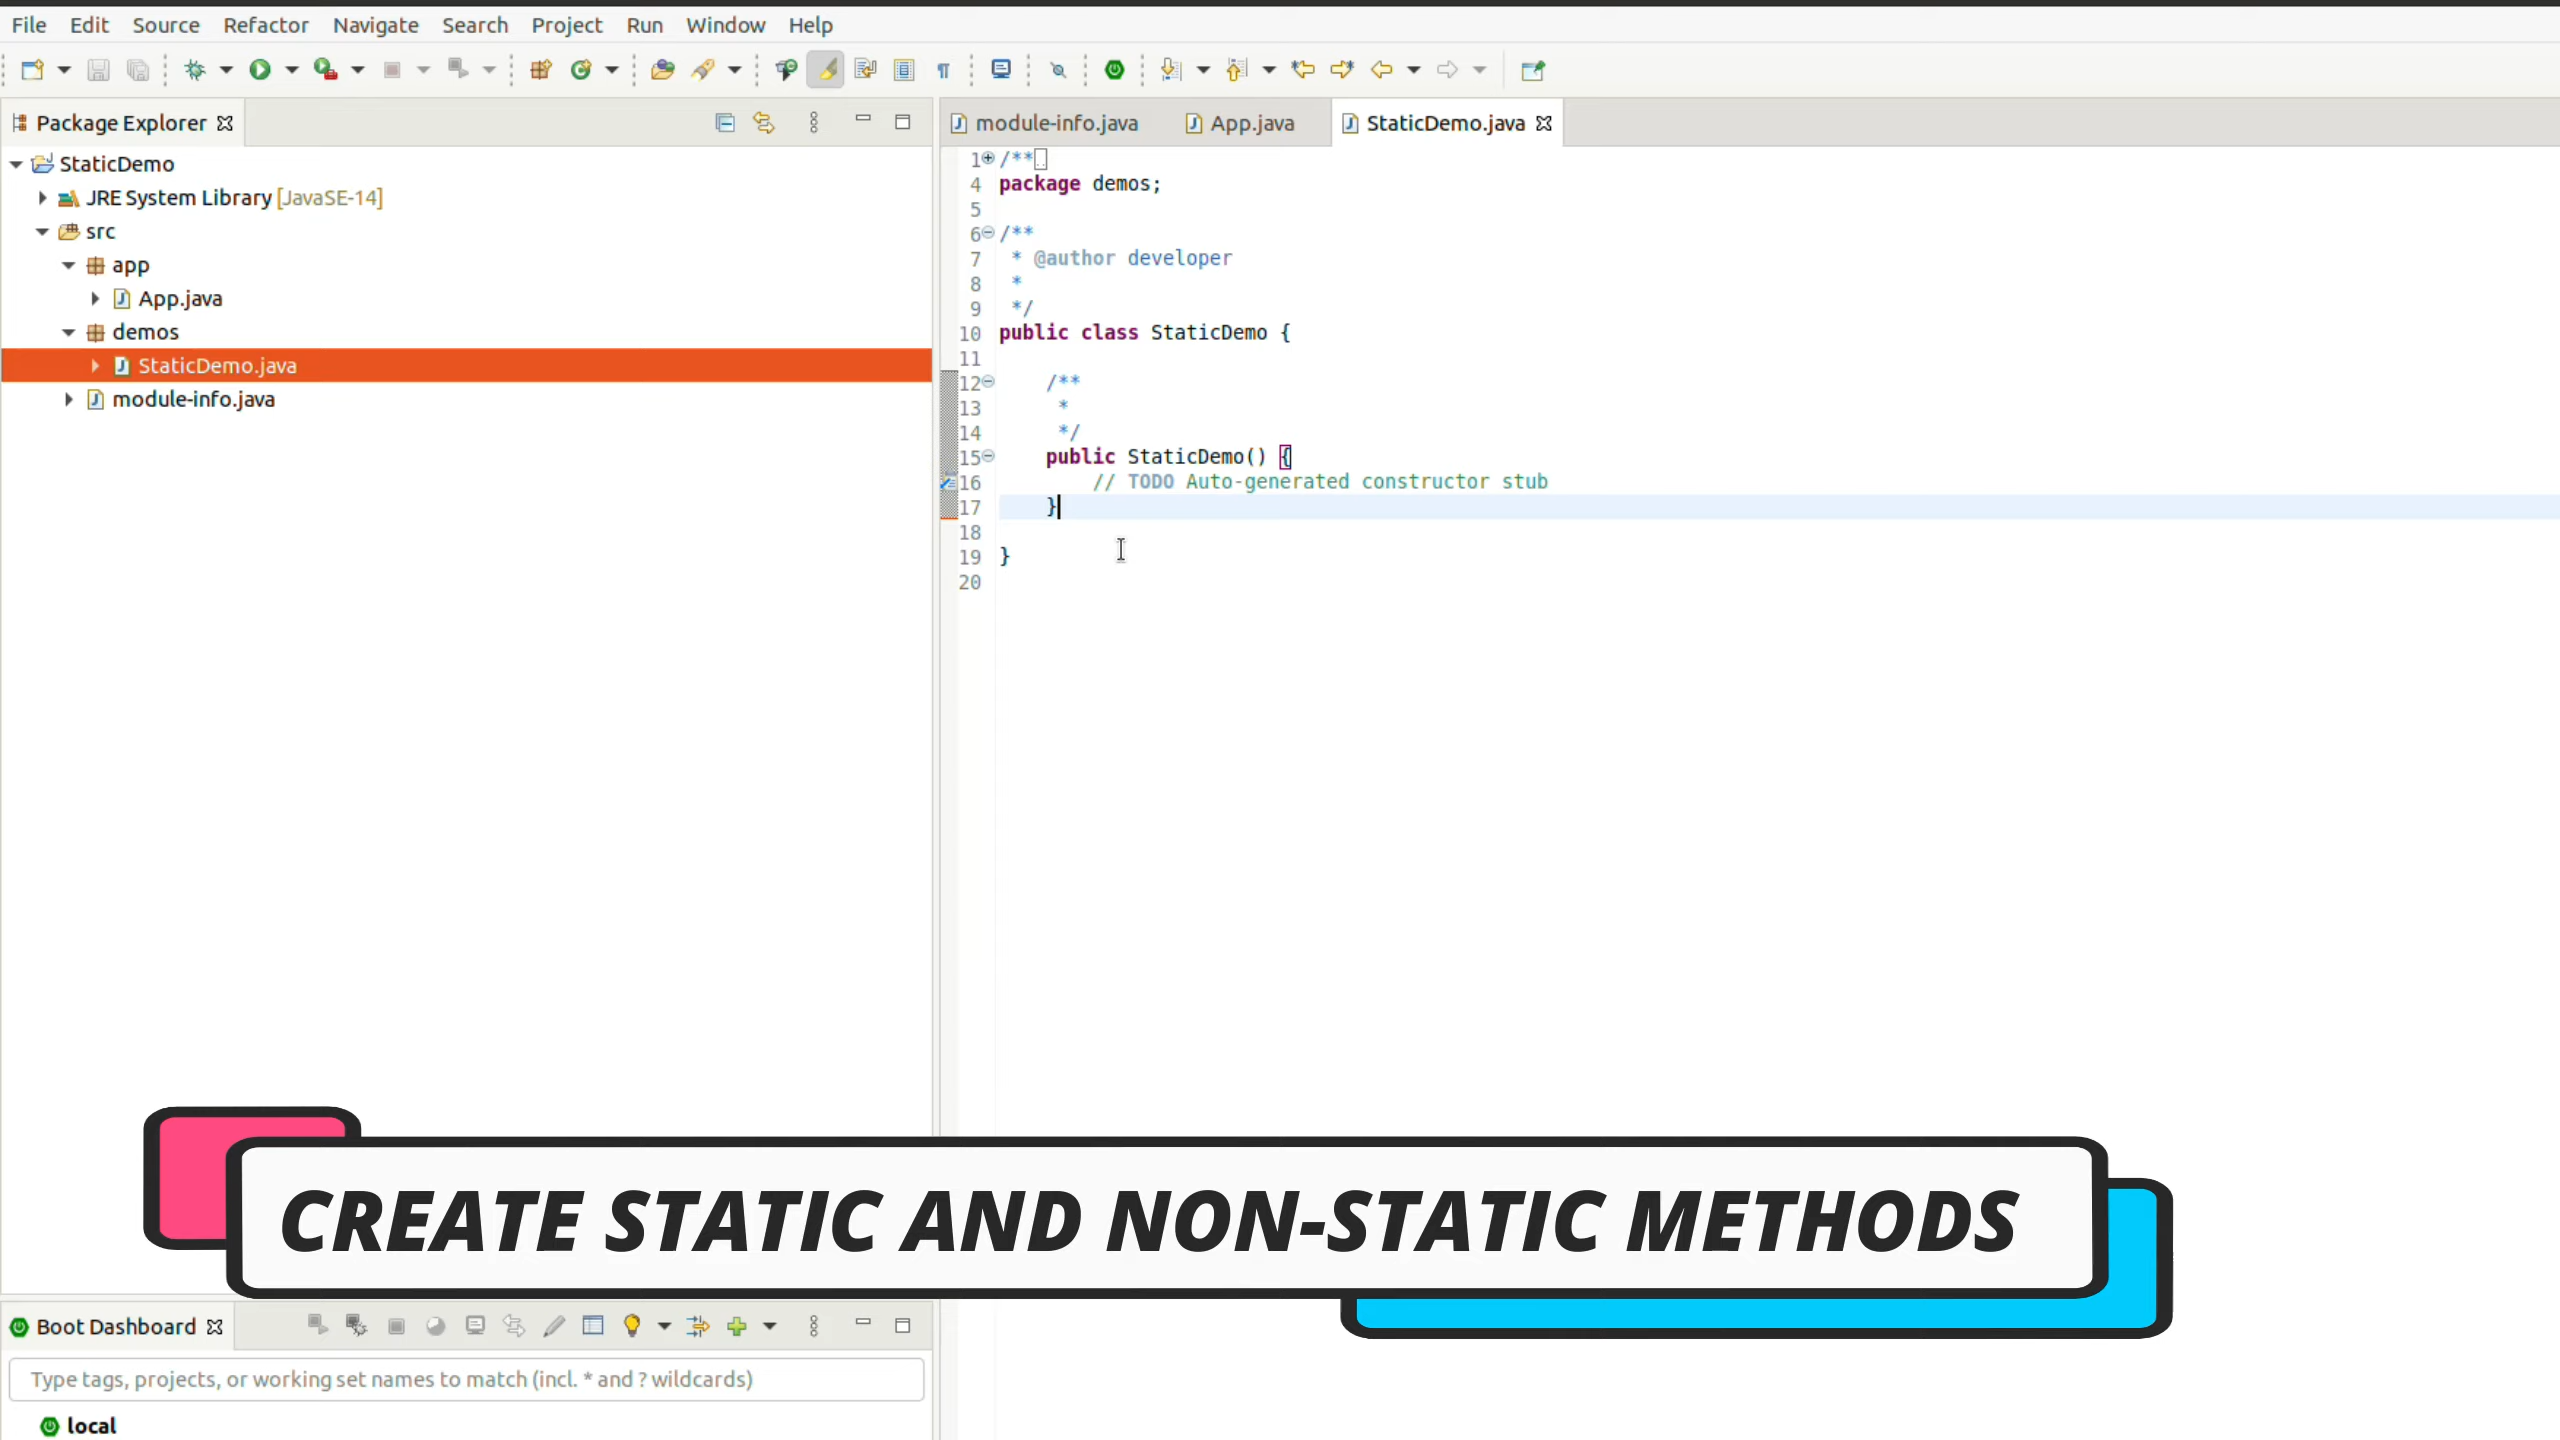 File Edit Source Refactor Navigate Search Project Run Window Help
Package Explorer
StaticDemo
JRE System Library [JavaSE-14]
src
app
App.java
demos
StaticDemo.java
module-info.java
module-info.java App.java StaticDemo.java
1 /**
4 package demos;
5
6 /**
7 * @author developer
8 *
9 */
10 public class StaticDemo {
11
12 /**
13 *
14 */
15 public StaticDemo() {
16 // TODO Auto-generated constructor stub
17 }
18
19 }
20
CREATE STATIC AND NON-STATIC METHODS
Boot Dashboard
Type tags, projects, or working set names to match (incl. * and ? wildcards)
local